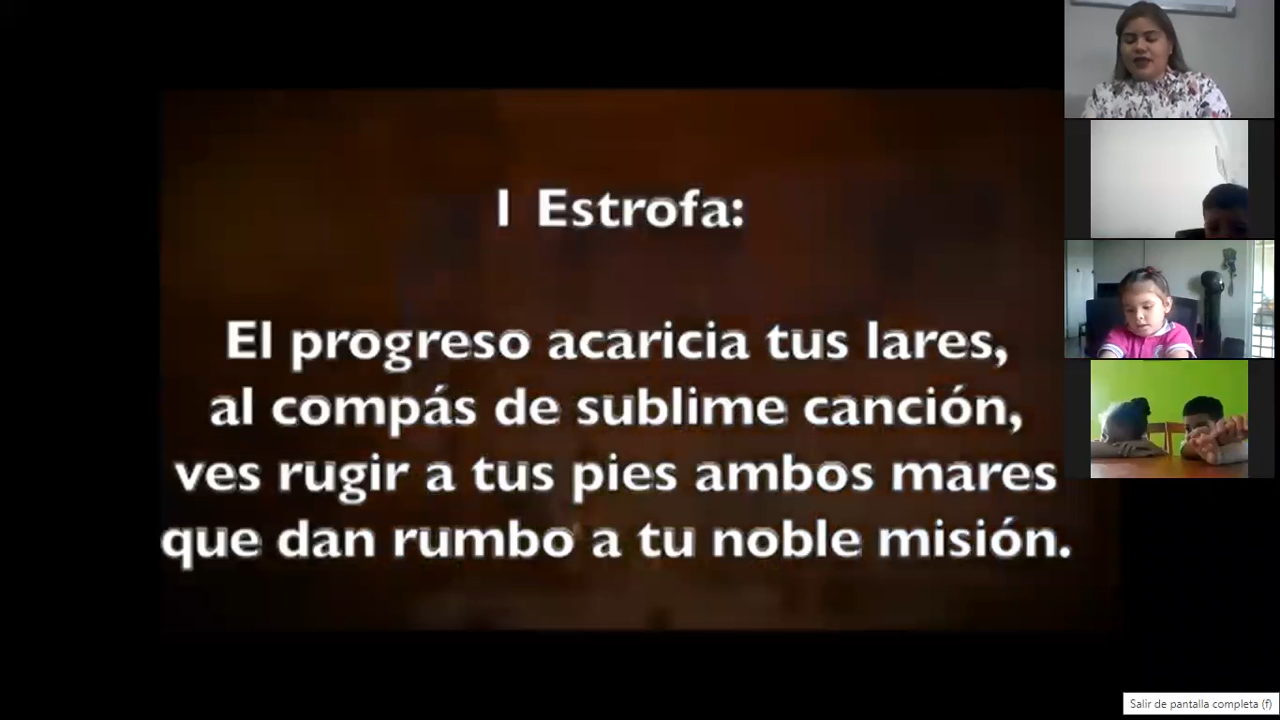 I Estrofa:
El progreso acaricia tus lares,
al compás de sublime canción,
ves rugir a tus pies ambos mares
que dan rumbo a tu noble misión.
Salir de pantalla completa (f)